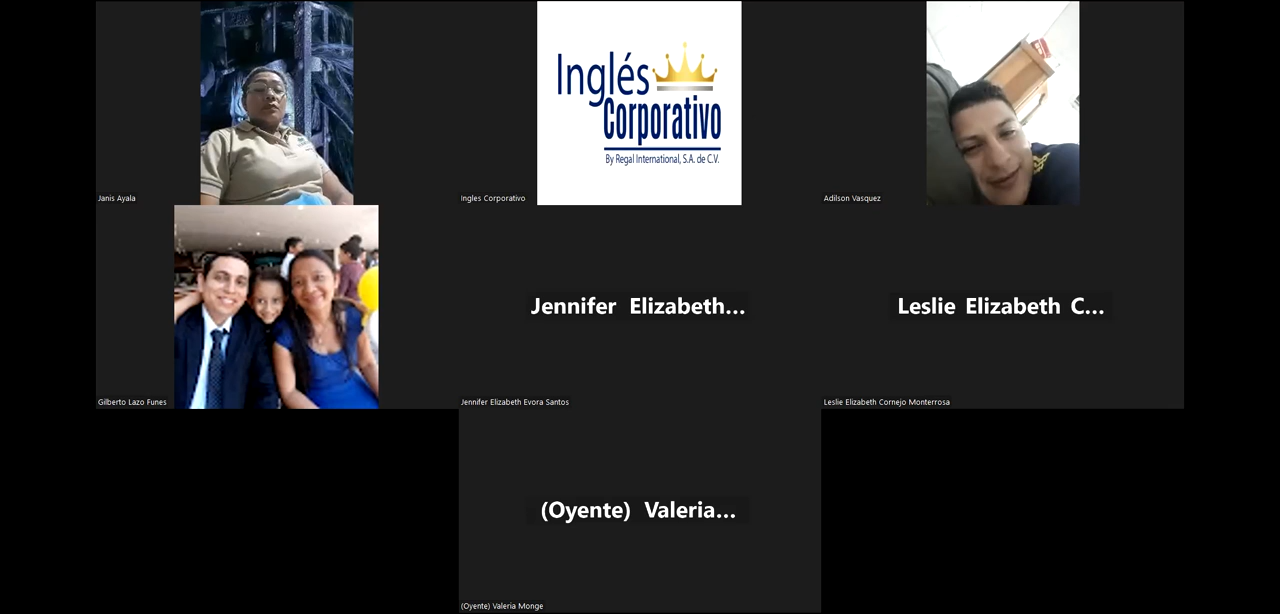 Inglés
Corporativo
By Regal International, S.A. de C.V.
Janis Ayala
Ingles Corporativo
Adilson Vasquez
Jennifer Elizabeth...
Leslie Elizabeth C...
Gilberto Lazo Funes
Jennifer Elizabeth Evora Santos
Leslie Elizabeth Cornejo Monterrosa
(Oyente) Valeria...
(Oyente) Valeria Monge